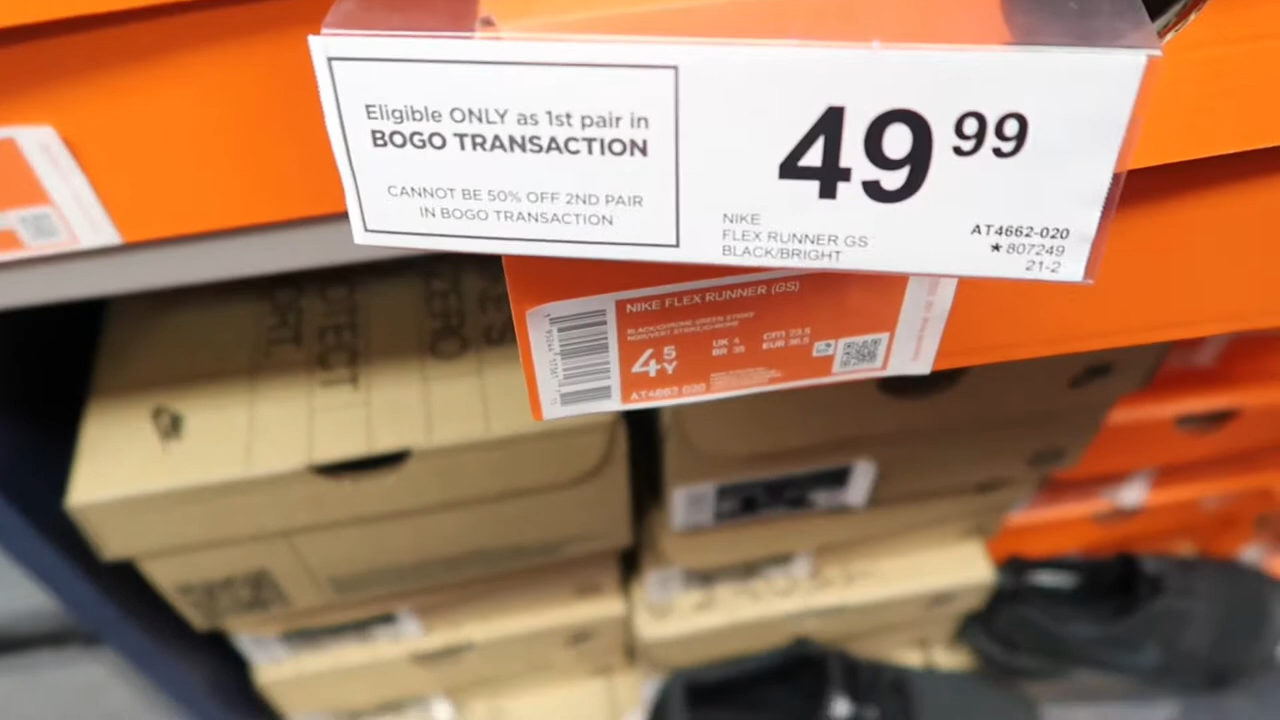 Eligible ONLY as 1st pair in
BOGO TRANSACTION
CANNOT BE 50% OFF 2ND PAIR
IN BOGO TRANSACTION
49 99
NIKE
FLEX RUNNER GS
BLACK/BRIGHT
AT4662-020
★ 807249
21-2
NIKE FLEX RUNNER (GS)
4 5 Y
UK 4
BR 35
cm 23.5
EUR 36.5
AT4662-020